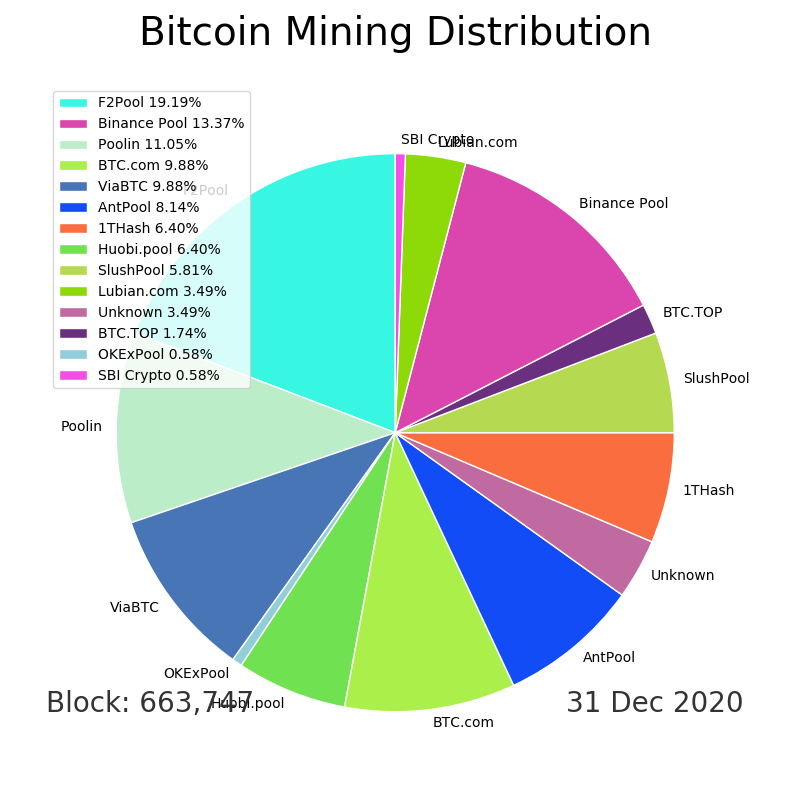 Bitcoin Mining Distribution
F2Pool 19.19%
Binance Pool 13.37%
Poolin 11.05%
BTC.com 9.88%
ViaBTC 9.88%
AntPool 8.14%
1THash 6.40%
Huobi.pool 6.40%
SlushPool 5.81%
Lubian.com 3.49%
Unknown 3.49%
BTC.TOP 1.74%
OKExPool 0.58%
SBI Crypto 0.58%
SBI Crypto
Lubian.com
F2Pool
Binance Pool
BTC.TOP
SlushPool
Poolin
1THash
Unknown
ViaBTC
AntPool
OKExPool
Huobi.pool
BTC.com
Block: 663,747
31 Dec 2020